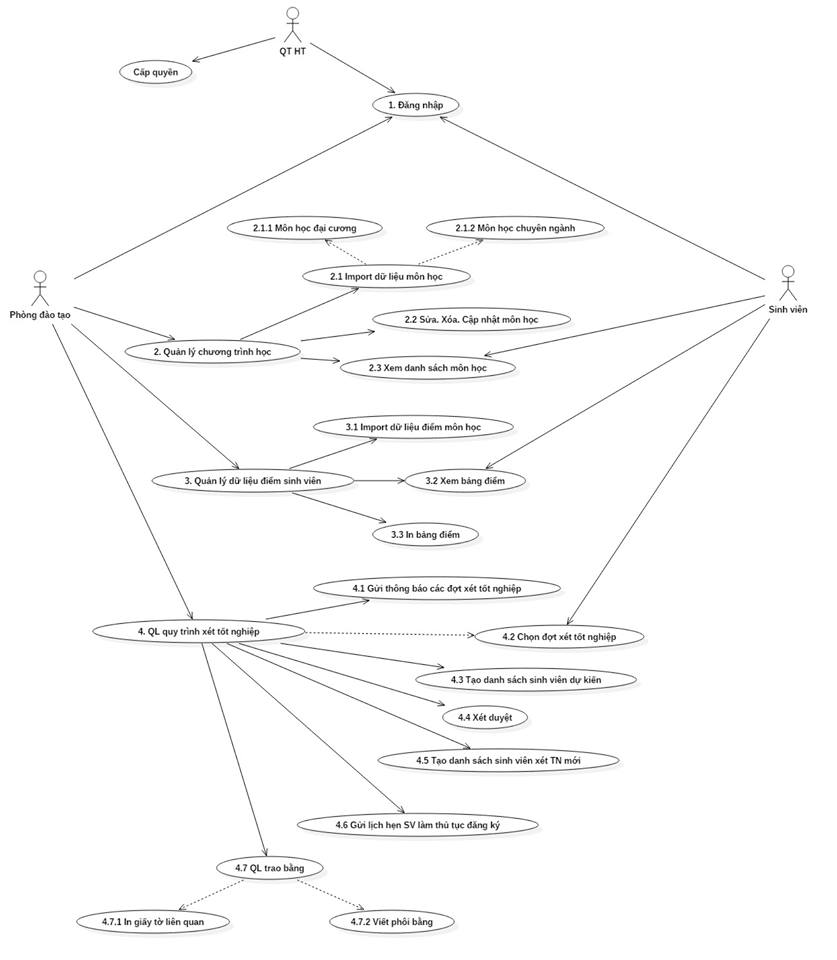 QT HT
Cấp quyền
1. Đăng nhập
2.1.1 Môn học đại cương
2.1.2 Môn học chuyên ngành
2.1 Import dữ liệu môn học
Phòng đào tạo
Sinh viên
2.2 Sửa. Xóa. Cập nhật môn học
2. Quản lý chương trình học
2.3 Xem danh sách môn học
3.1 Import dữ liệu điểm môn học
3. Quản lý dữ liệu điểm sinh viên
3.2 Xem bảng điểm
3.3 In bảng điểm
4.1 Gửi thông báo các đợt xét tốt nghiệp
4. QL quy trình xét tốt nghiệp
4.2 Chọn đợt xét tốt nghiệp
4.3 Tạo danh sách sinh viên dự kiến
4.4 Xét duyệt
4.5 Tạo danh sách sinh viên xét TN mới
4.6 Gửi lịch hẹn SV làm thủ tục đăng ký
4.7 QL trao bằng
4.7.1 In giấy tờ liên quan
4.7.2 Viết phôi bằng